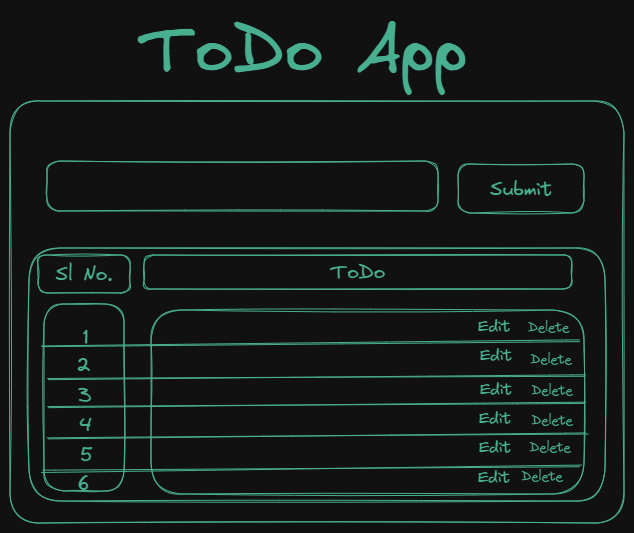 ToDo App
Submit
Sl No. ToDo
1 Edit Delete
2 Edit Delete
3 Edit Delete
4 Edit Delete
5 Edit Delete
6 Edit Delete